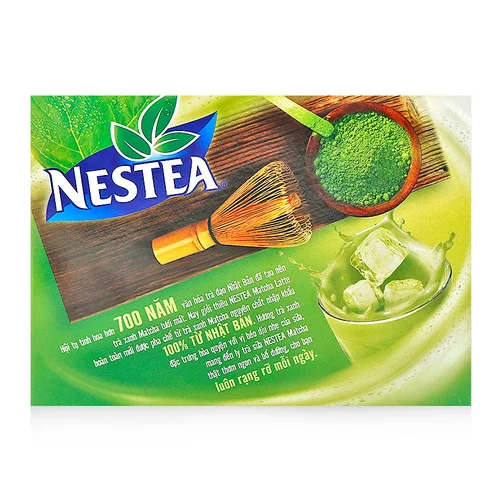 NESTEA
Hội tụ tinh hoa hơn 700 NĂM văn hóa trà đạo Nhật Bản đã tạo nên
trà xanh Matcha tươi mát. Nay giới thiệu NESTEA Matcha Latte
hoàn toàn mới được pha chế từ trà xanh Matcha nguyên chất nhập khẩu
100% TỪ NHẬT BẢN. Hương trà xanh
đặc trưng hòa quyện với vị béo dịu nhẹ của sữa,
mang đến ly trà sữa NESTEA Matcha
thật thơm ngon và bổ dưỡng, cho bạn
luôn rạng rỡ mỗi ngày.